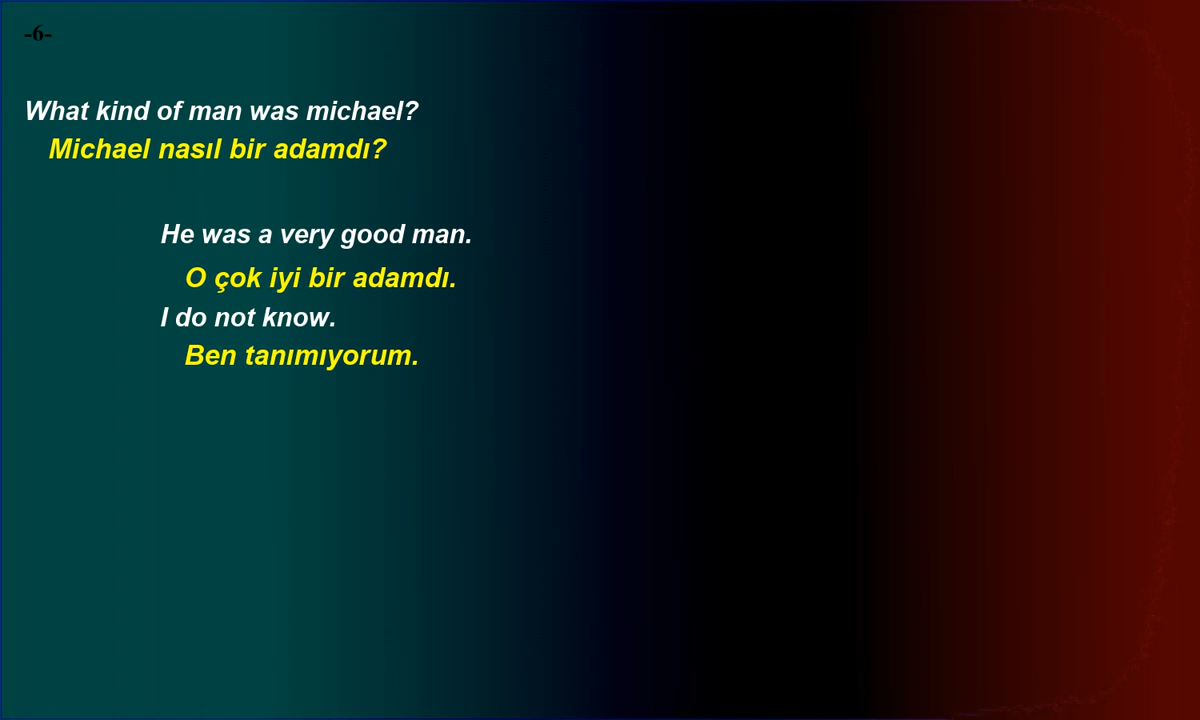 -6-
What kind of man was michael?
Michael nasıl bir adamdı?
He was a very good man.
O çok iyi bir adamdı.
I do not know.
Ben tanımıyorum.